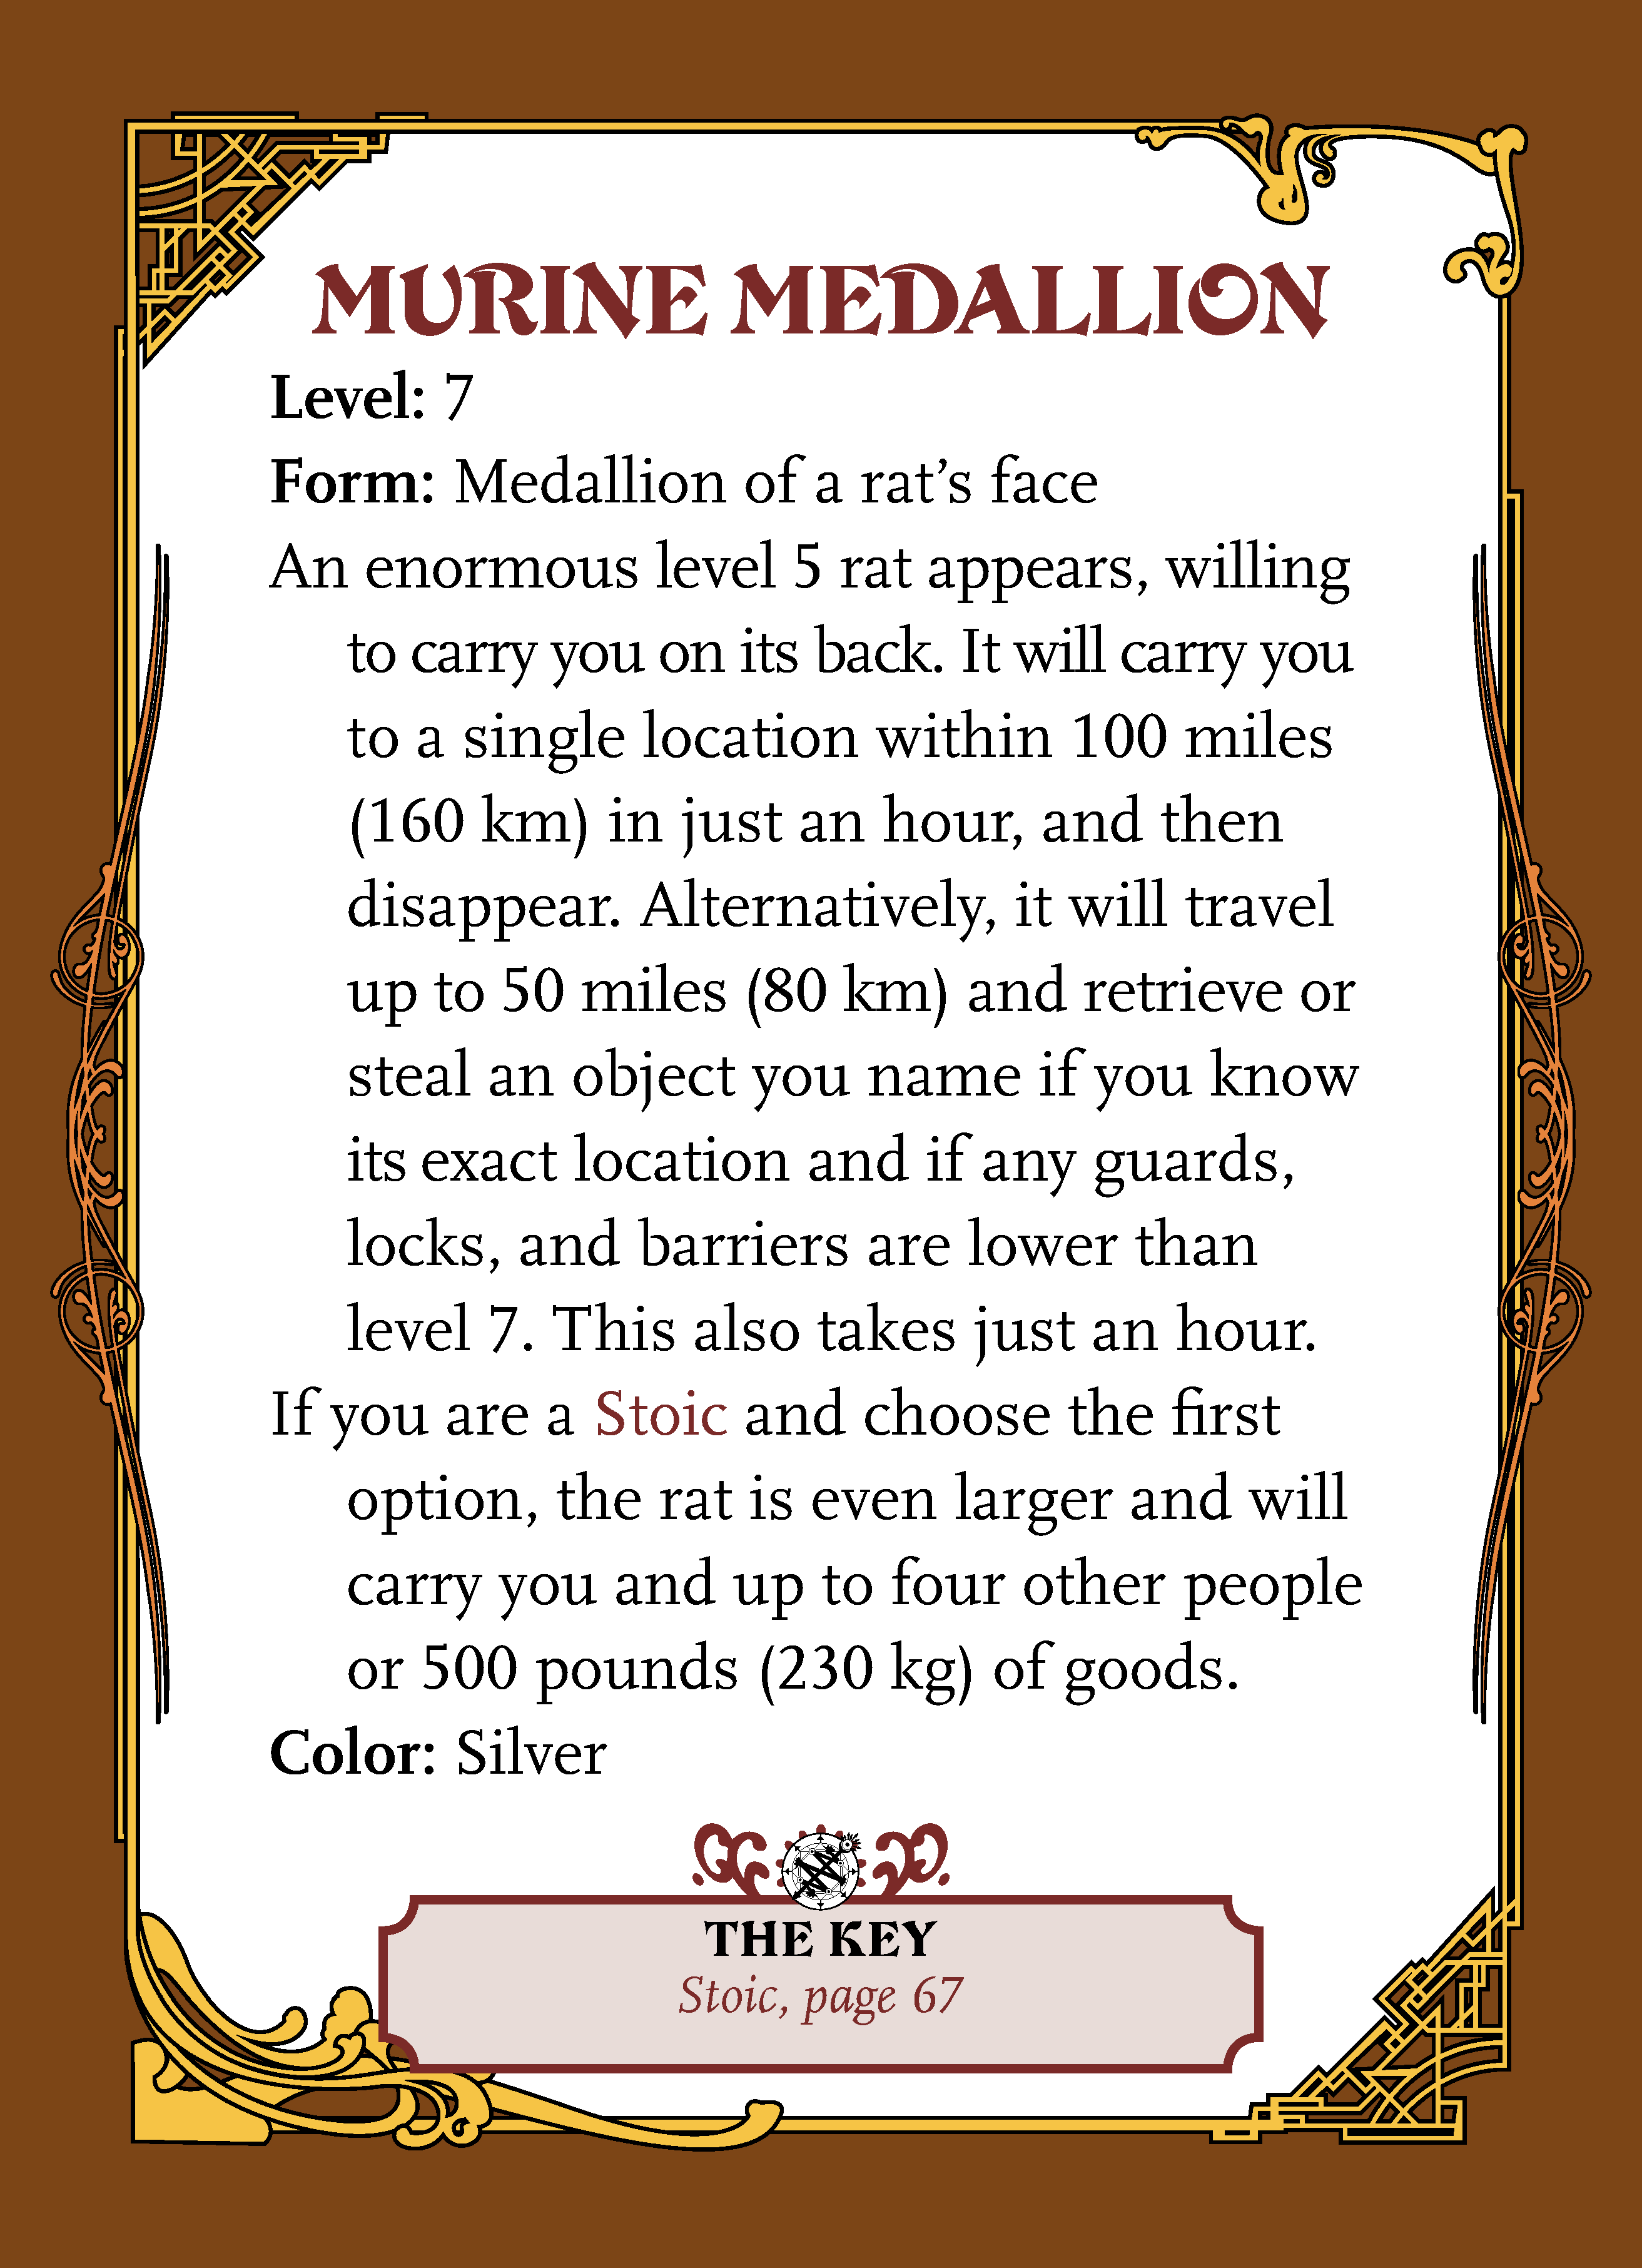 MURINE MEDALLION
Level: 7
Form: Medallion of a rat’s face
An enormous level 5 rat appears, willing
to carry you on its back. It will carry you
to a single location within 100 miles
(160 km) in just an hour, and then
disappear. Alternatively, it will travel
up to 50 miles (80 km) and retrieve or
steal an object you name if you know
its exact location and if any guards,
locks, and barriers are lower than
level 7. This also takes just an hour.
If you are a Stoic and choose the first
option, the rat is even larger and will
carry you and up to four other people
or 500 pounds (230 kg) of goods.
Color: Silver
THE KEY
Stoic, page 67